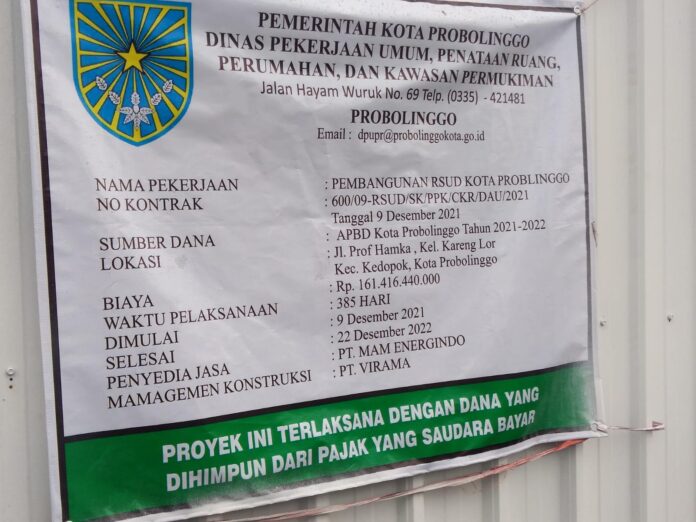 PEMERINTAH KOTA PROBOLINGGO
DINAS PEKERJAAN UMUM, PENATAAN RUANG,
PERUMAHAN, DAN KAWASAN PERMUKIMAN
Jalan Hayam Wuruk No. 69 Telp. (0335) - 421481
PROBOLINGGO
Email : dpupr@probolinggokota.go.id
NAMA PEKERJAAN : PEMBANGUNAN RSUD KOTA PROBLINGGO
NO KONTRAK : 600/09-RSUD/SK/PPK/CKR/DAU/2021
Tanggal 9 Desember 2021
SUMBER DANA : APBD Kota Probolinggo Tahun 2021-2022
LOKASI : Jl. Prof Hamka , Kel. Kareng Lor
Kec. Kedopok, Kota Probolinggo
BIAYA : Rp. 161.416.440.000
WAKTU PELAKSANAAN : 385 HARI
DIMULAI : 9 Desember 2021
SELESAI : 22 Desember 2022
PENYEDIA JASA : PT. MAM ENERGINDO
MAMAGEMEN KONSTRUKSI : PT. VIRAMA
PROYEK INI TERLAKSANA DENGAN DANA YANG
DIHIMPUN DARI PAJAK YANG SAUDARA BAYAR